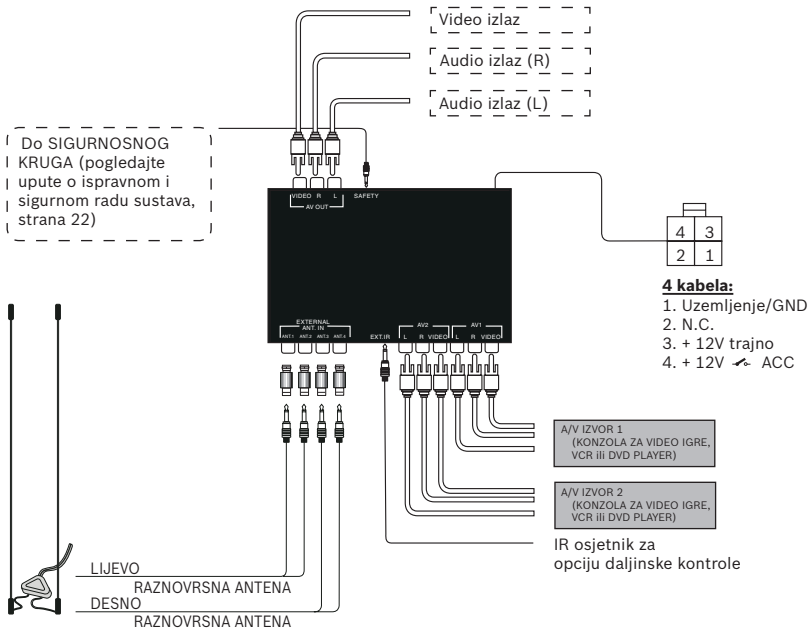 Video izlaz
Audio izlaz (R)
Audio izlaz (L)
Do SIGURNOSNOG
KRUGA (pogledajte
upute o ispravnom i
sigurnom radu sustava,
strana 22)
VIDEO R L SAFETY
AV OUT
4 3
2 1
4 kabela:
1. Uzemljenje/GND
2. N.C.
3. + 12V trajno
4. + 12V ACC
EXTERNAL
ANT. IN
ANT.1 ANT.2 ANT.3 ANT.4
EXT.IR
AV2 AV1
L R VIDEO L R VIDEO
A/V IZVOR 1
(KONZOLA ZA VIDEO IGRE,
VCR ili DVD PLAYER)
A/V IZVOR 2
(KONZOLA ZA VIDEO IGRE,
VCR ili DVD PLAYER)
IR osjetnik za
opciju daljinske kontrole
LIJEVO
RAZNOVRSNA ANTENA
DESNO
RAZNOVRSNA ANTENA